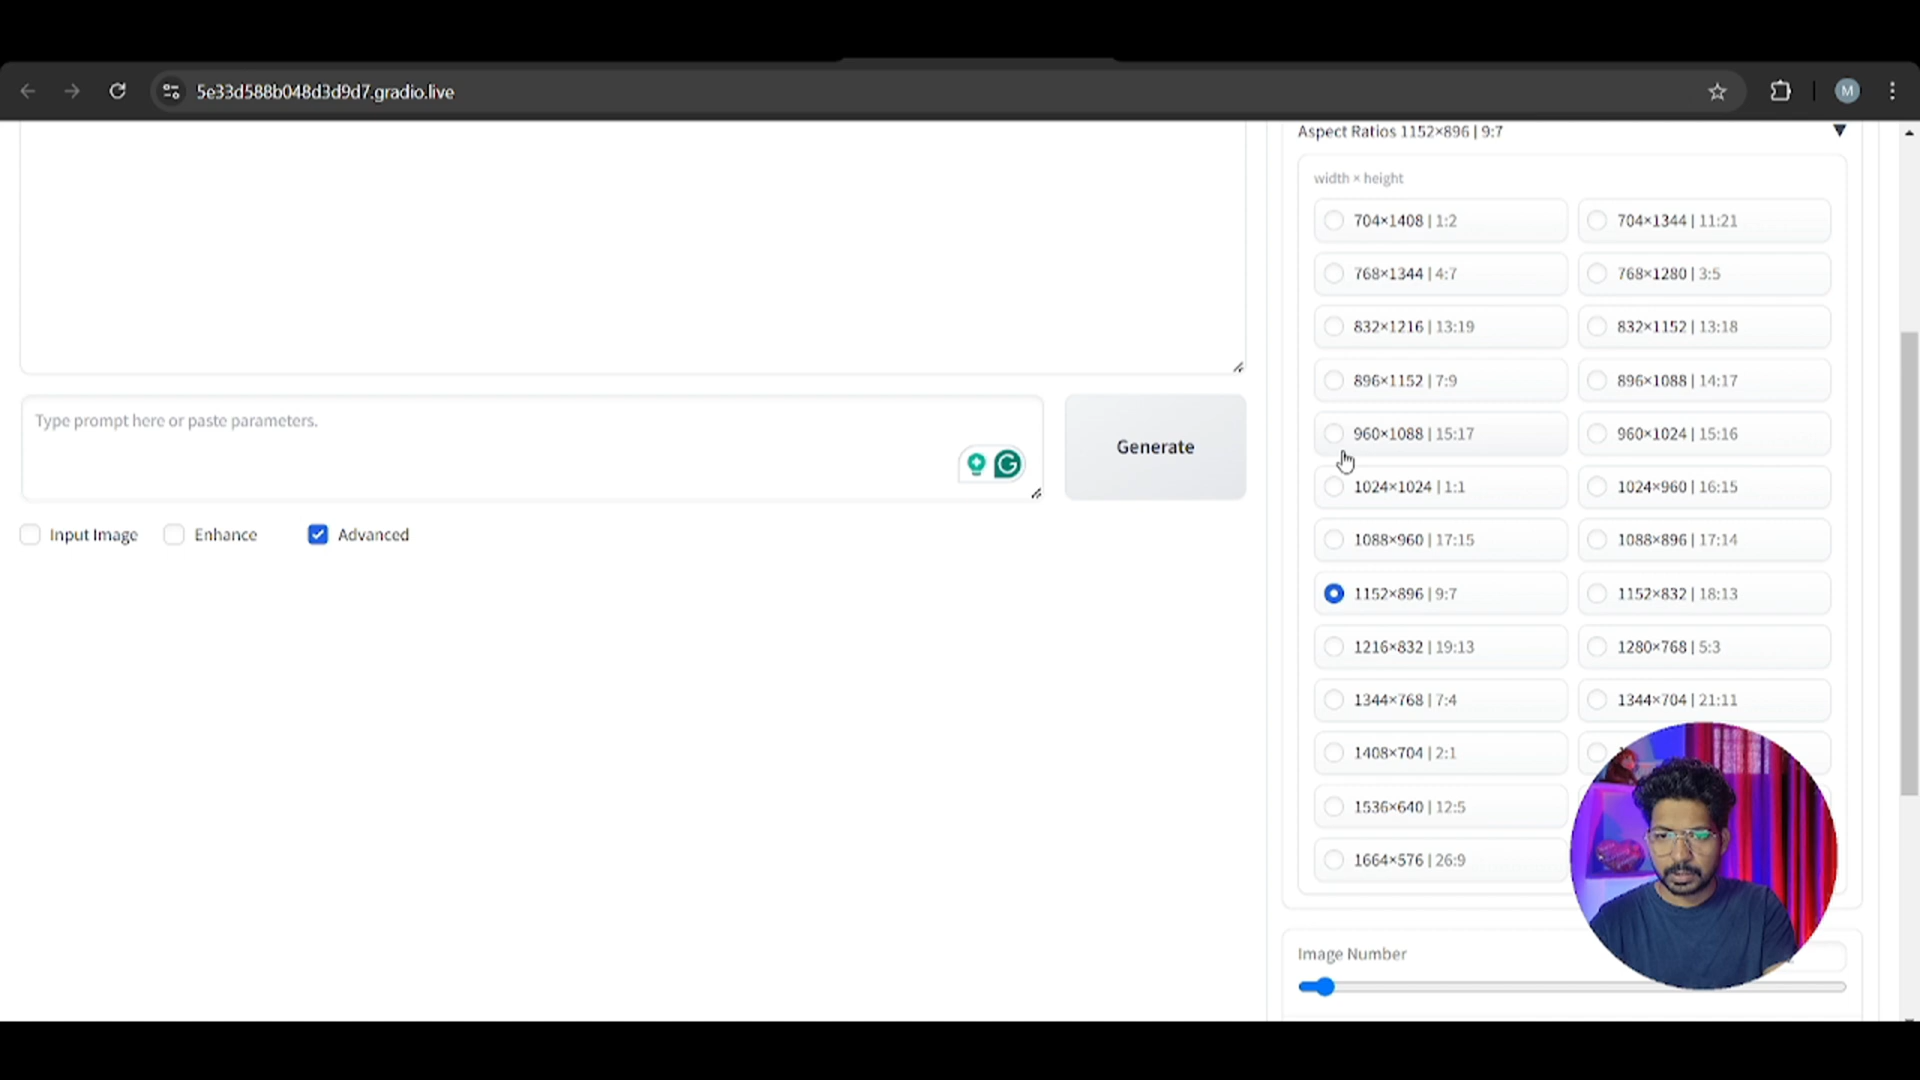 5e33d588b048d3d9d7.gradio.live
M
Aspect Ratios 1152×896 | 9:7
width × height
704×1408 | 1:2
704×1344 | 11:21
768×1344 | 4:7
768×1280 | 3:5
832×1216 | 13:19
832×1152 | 13:18
896×1152 | 7:9
896×1088 | 14:17
960×1088 | 15:17
960×1024 | 15:16
1024×1024 | 1:1
1024×960 | 16:15
1088×960 | 17:15
1088×896 | 17:14
1152×896 | 9:7
1152×832 | 18:13
1216×832 | 19:13
1280×768 | 5:3
1344×768 | 7:4
1344×704 | 21:11
1408×704 | 2:1
1536×640 | 12:5
1664×576 | 26:9
Image Number
Type prompt here or paste parameters.
G
Generate
Input Image
Enhance
Advanced